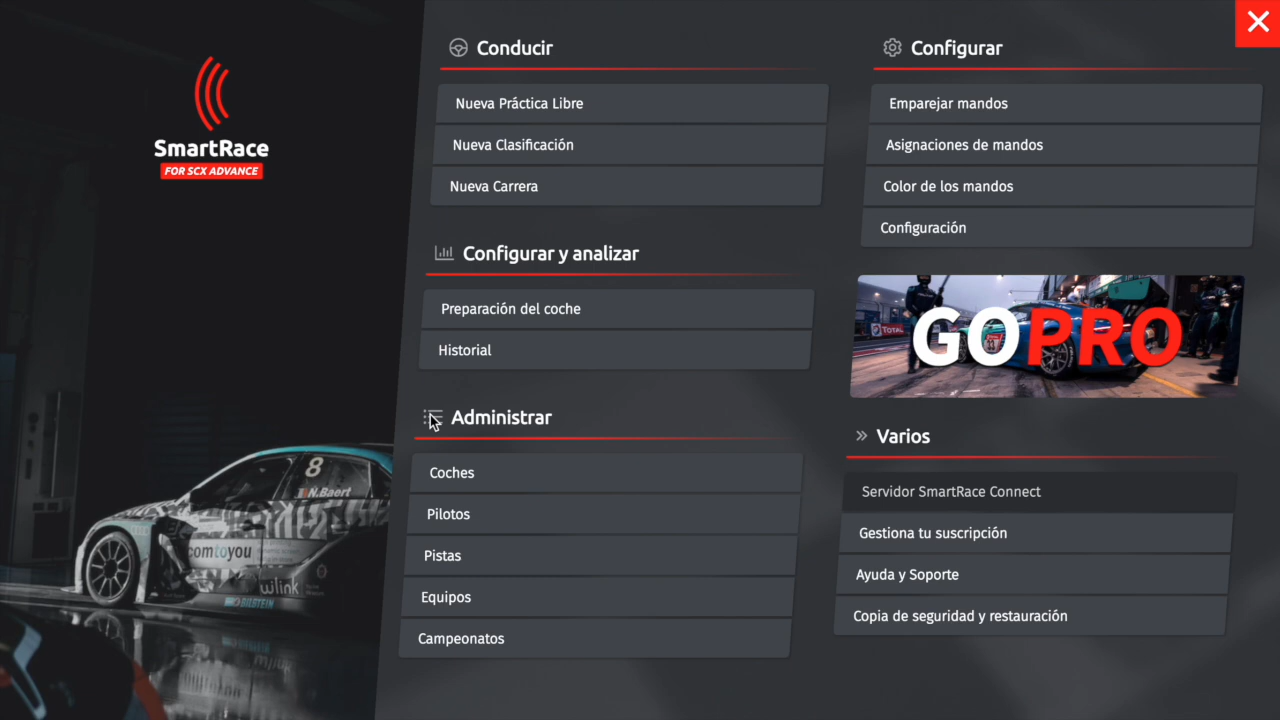 SmartRace
FOR SCX ADVANCE
8
N.Baert
comtoyou
wlink
BILSTEIN
Conducir
Nueva Práctica Libre
Nueva Clasificación
Nueva Carrera
Configurar y analizar
Preparación del coche
Historial
Administrar
Coches
Pilotos
Pistas
Equipos
Campeonatos
Configurar
Emparejar mandos
Asignaciones de mandos
Color de los mandos
Configuración
TOTAL
GOPRO
Varios
Servidor SmartRace Connect
Gestiona tu suscripción
Ayuda y Soporte
Copia de seguridad y restauración